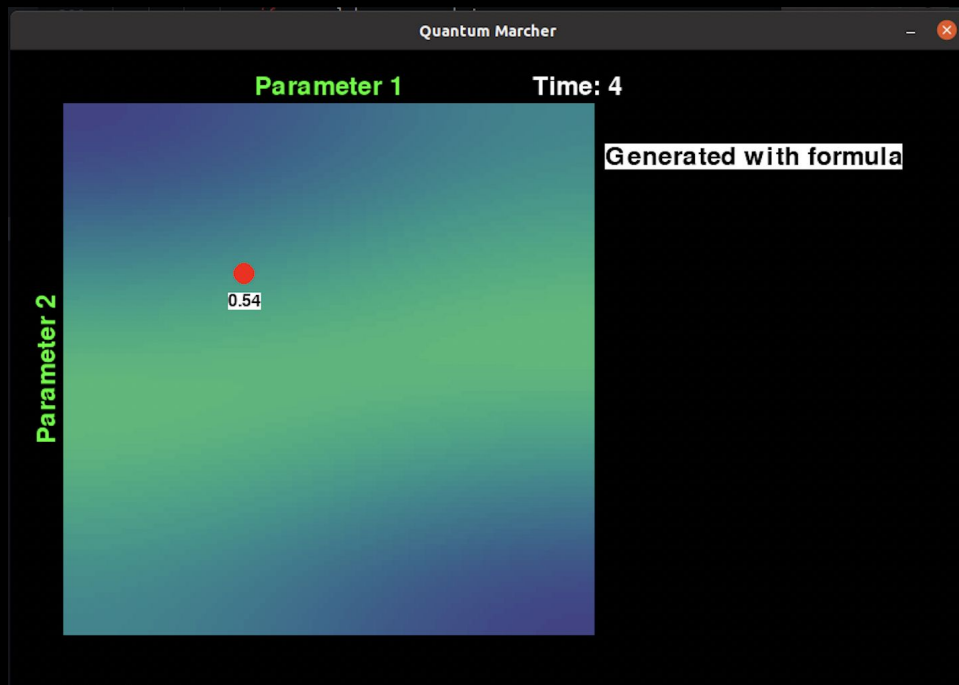 Quantum Marcher
Parameter 1
Time: 4
Generated with formula
Parameter 2
0.54